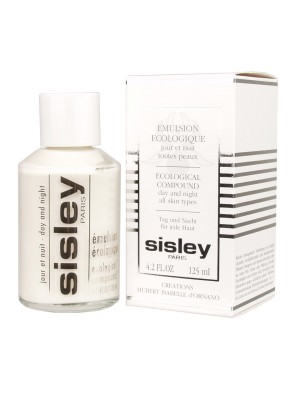 jour et nuit · day and night
sisley
PARIS
EMULSION
ECOLOGIQUE
jour et nuit
toutes peaux
ECOLOGICAL
COMPOUND
day and night
all skin types
Tag und Nacht
für jede Haut
sisley
PARIS
4.2 FL.OZ 125 ml
CREATIONS
HUBERT ISABELLE d'ORNANO